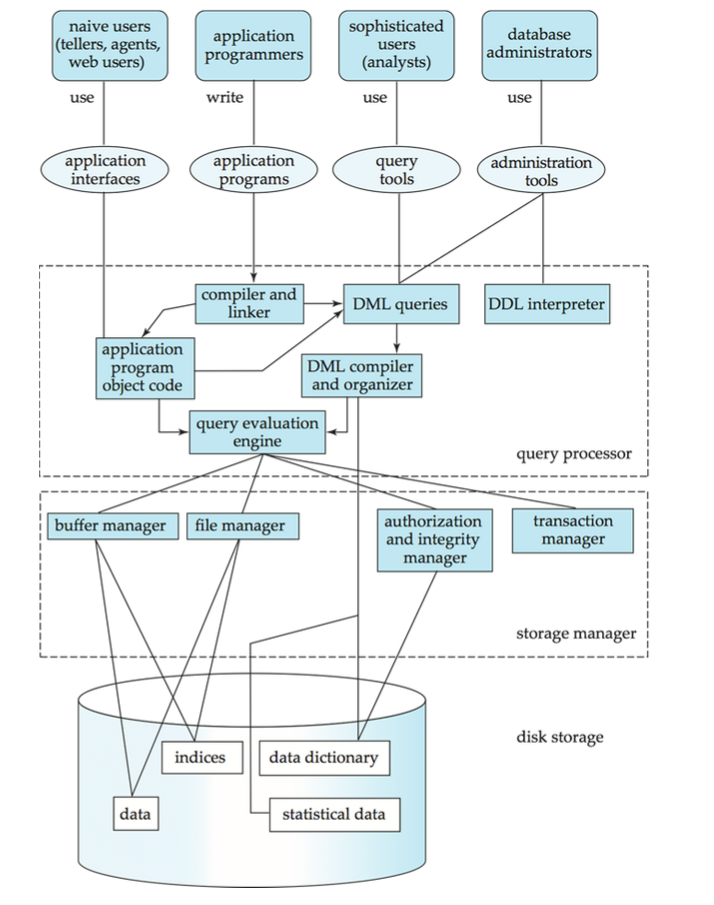 naive users
(tellers, agents,
web users)
application
programmers
sophisticated
users
(analysts)
database
administrators
use
write
use
use
application
interfaces
application
programs
query
tools
administration
tools
compiler and
linker
DML queries
DDL interpreter
application
program
object code
DML compiler
and organizer
query evaluation
engine
query processor
buffer manager
file manager
authorization
and integrity
manager
transaction
manager
storage manager
disk storage
indices
data dictionary
data
statistical data